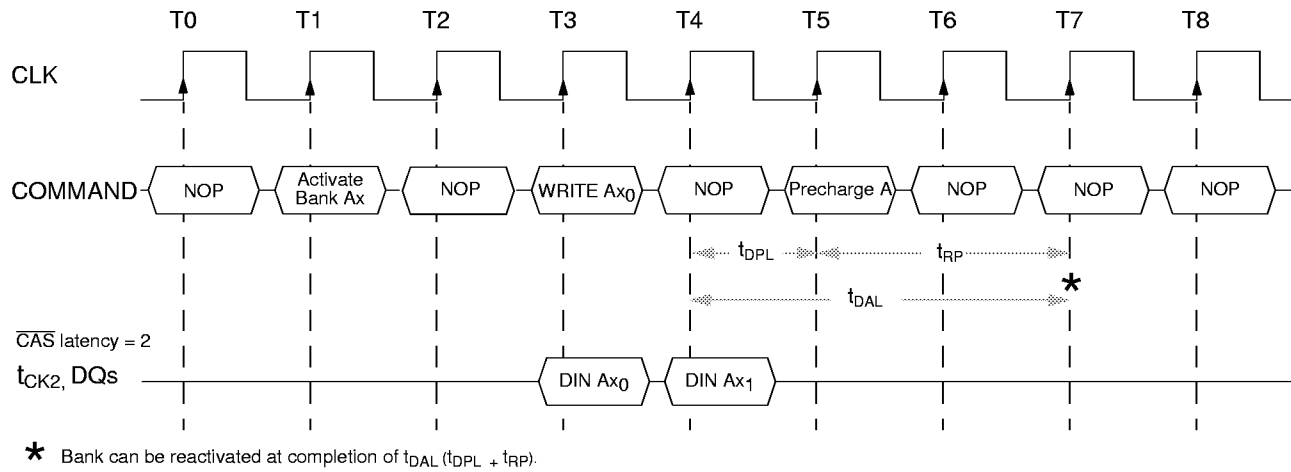 T0 T1 T2 T3 T4 T5 T6 T7 T8
CLK
COMMAND NOP Activate Bank Ax NOP WRITE Ax0 NOP Precharge A NOP NOP NOP
tDPL tRP
*
tDAL
CAS latency = 2
tCK2, DQs DIN Ax0 DIN Ax1
* Bank can be reactivated at completion of tDAL (tDPL + tRP).